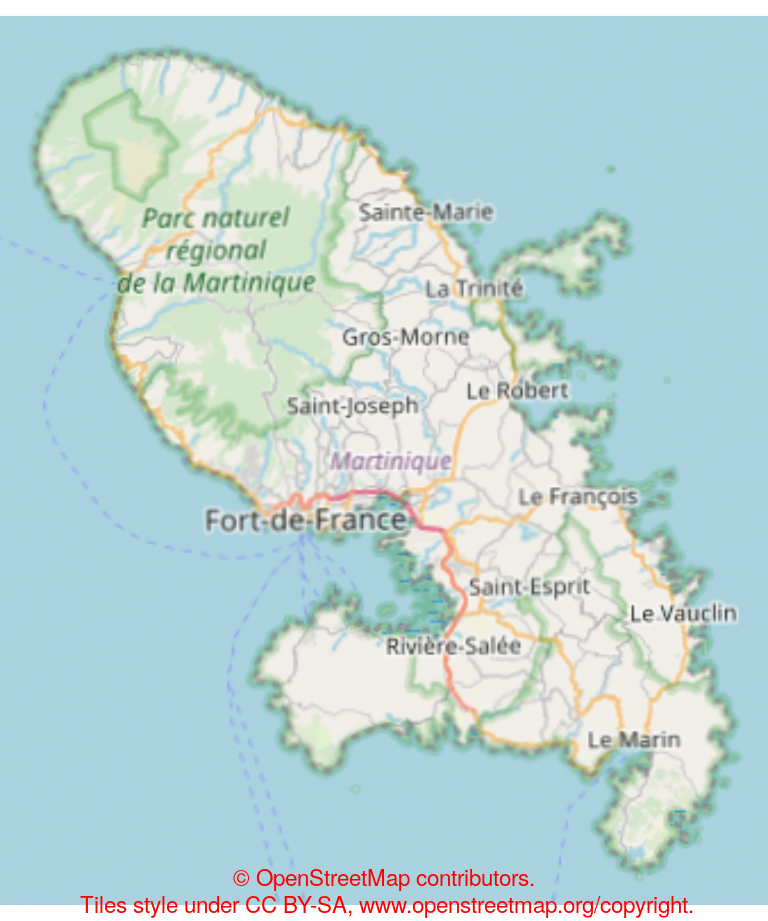 Parc naturel
régional
de la Martinique
Sainte-Marie
La Trinité
Gros-Morne
Le Robert
Saint-Joseph
Martinique
Le François
Fort-de-France
Saint-Esprit
Le Vauclin
Rivière-Salée
Le Marin
© OpenStreetMap contributors.
Tiles style under CC BY-SA, www.openstreetmap.org/copyright.